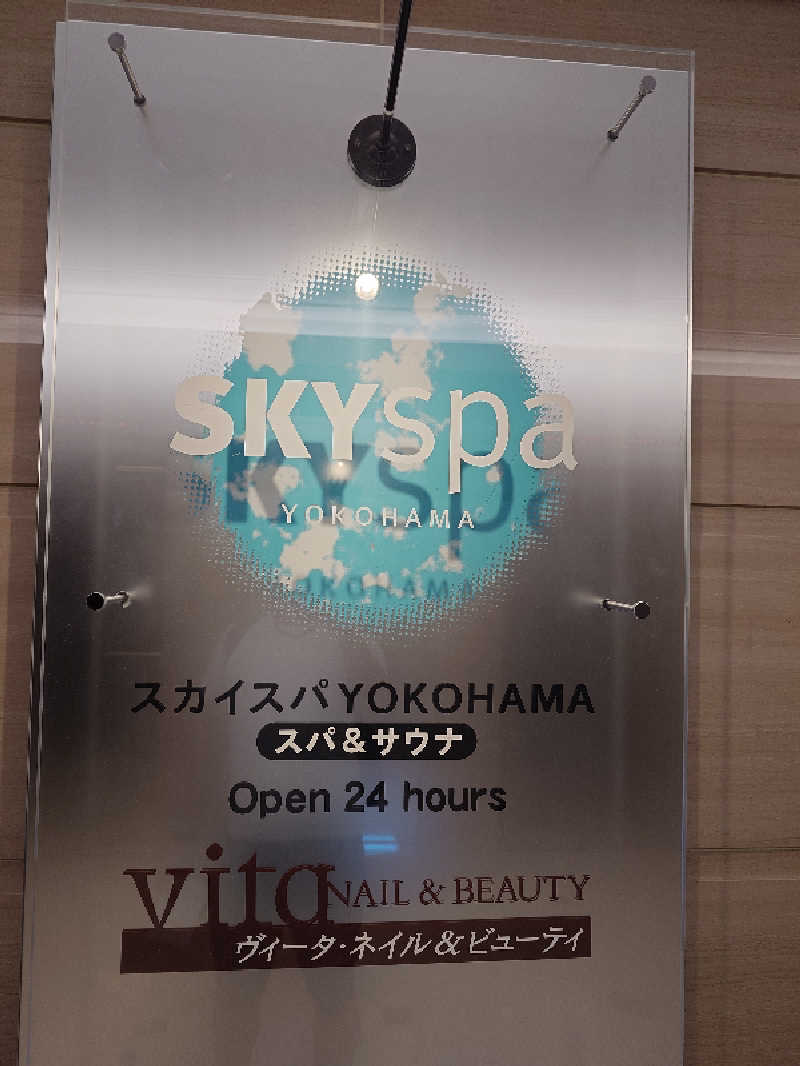 SKYspa
YOKOHAMA
スカイスパYOKOHAMA
スパ&サウナ
Open 24 hours
vita NAIL & BEAUTY
ヴィータ・ネイル&ビューティ